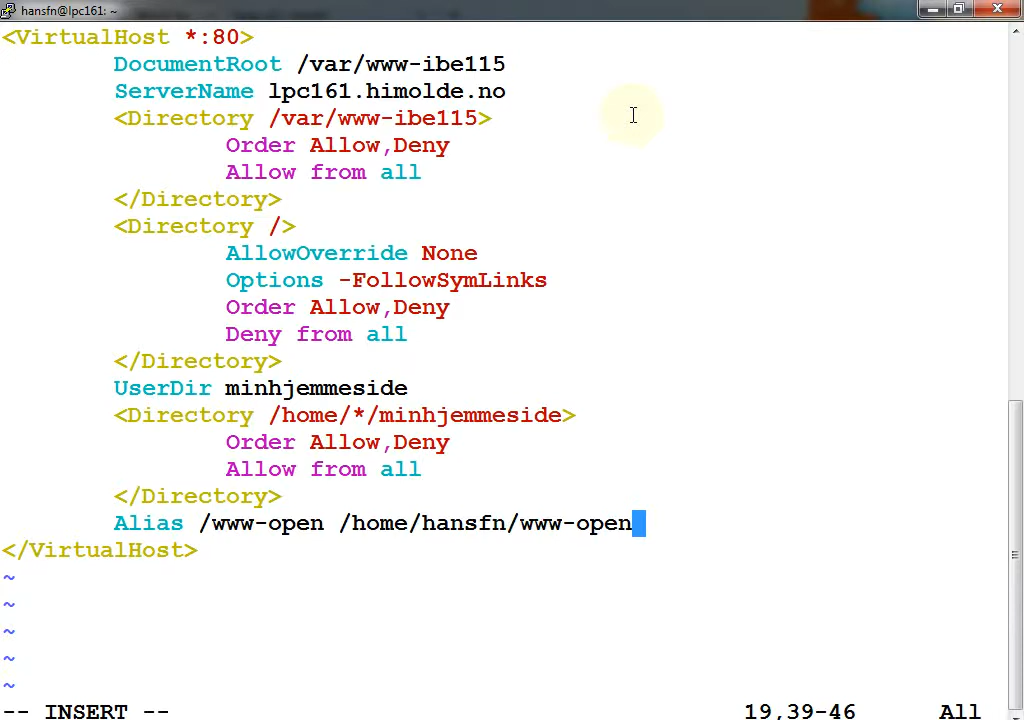 hansfn@lpc161: ~
<VirtualHost *:80>
        DocumentRoot /var/www-ibe115
        ServerName lpc161.himolde.no
        <Directory /var/www-ibe115>
                Order Allow,Deny
                Allow from all
        </Directory>
        <Directory />
                AllowOverride None
                Options -FollowSymLinks
                Order Allow,Deny
                Deny from all
        </Directory>
        UserDir minhjemmeside
        <Directory /home/*/minhjemmeside>
                Order Allow,Deny
                Allow from all
        </Directory>
        Alias /www-open /home/hansfn/www-open
</VirtualHost>
~
~
~
~
~
-- INSERT -- 19,39-46 All